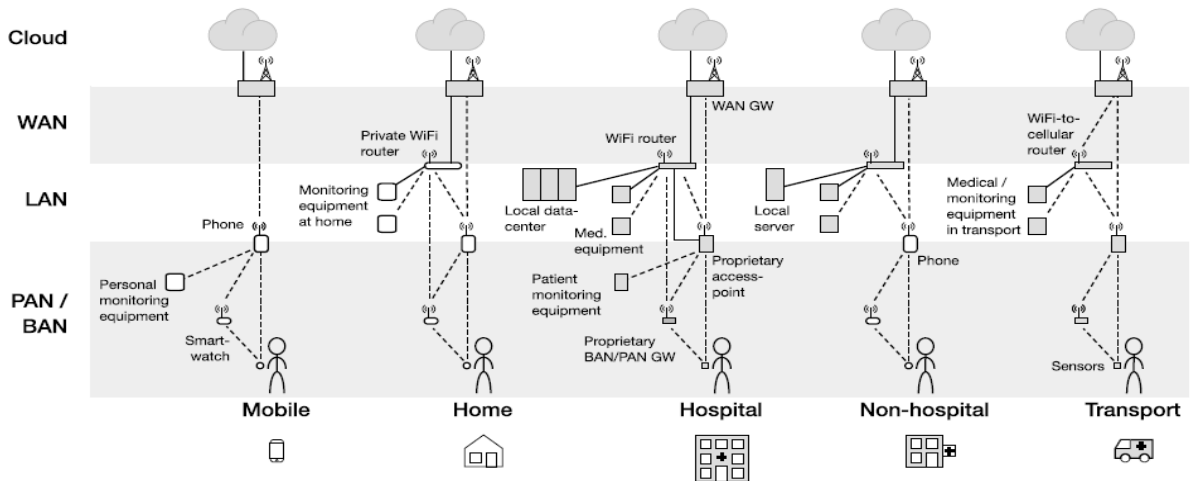 Cloud
WAN
LAN
PAN /
BAN
Phone
Personal
monitoring
equipment
Smart-
watch
Mobile
Private WiFi
router
Monitoring
equipment
at home
Home
WAN GW
WiFi router
Local data-
center
Med.
equipment
Proprietary
access-
point
Patient
monitoring
equipment
Proprietary
BAN/PAN GW
Hospital
Local
server
Phone
Non-hospital
WiFi-to-
cellular
router
Medical /
monitoring
equipment
in transport
Sensors
Transport